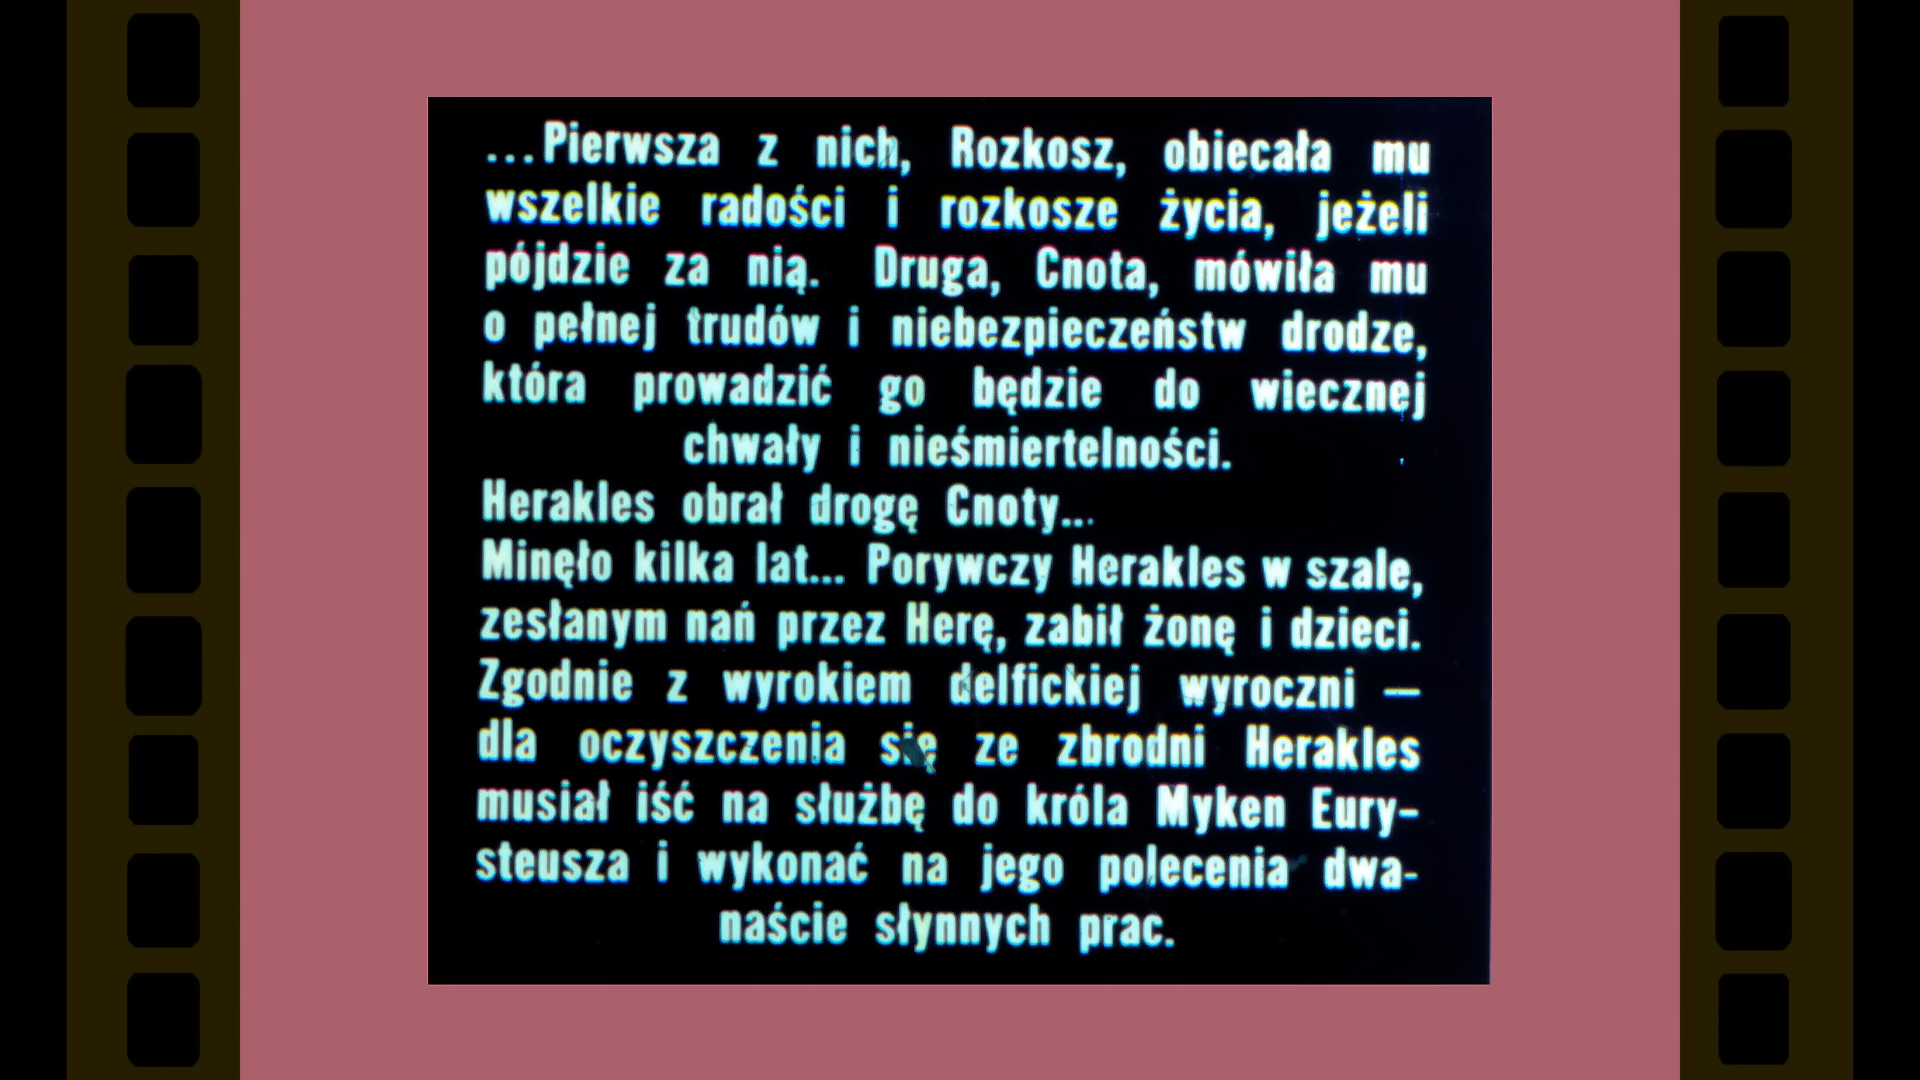 ...Pierwsza z nich, Rozkosz, obiecała mu
wszelkie radości i rozkosze życia, jeżeli
pójdzie za nią. Druga, Cnota, mówiła mu
o pełnej trudów i niebezpieczeństw drodze,
która prowadzić go będzie do wiecznej
chwały i nieśmiertelności.
Herakles obrał drogę Cnoty...
Minęło kilka lat... Porywczy Herakles w szale,
zesłanym nań przez Herę, zabił żonę i dzieci.
Zgodnie z wyrokiem delfickiej wyroczni —
dla oczyszczenia się ze zbrodni Herakles
musiał iść na służbę do króla Myken Eury-
steusza i wykonać na jego polecenia dwa-
naście słynnych prac.